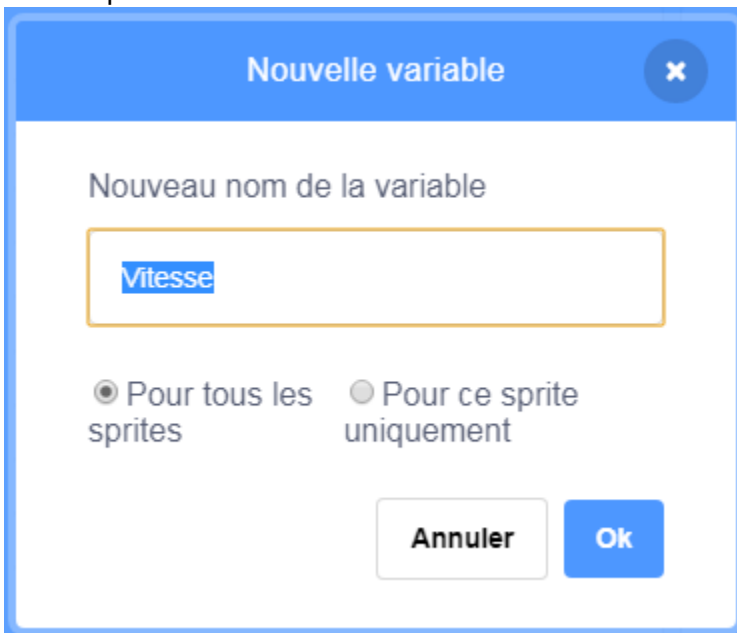 Nouvelle variable
Nouveau nom de la variable
Vitesse
Pour tous les sprites
Pour ce sprite uniquement
Annuler
Ok